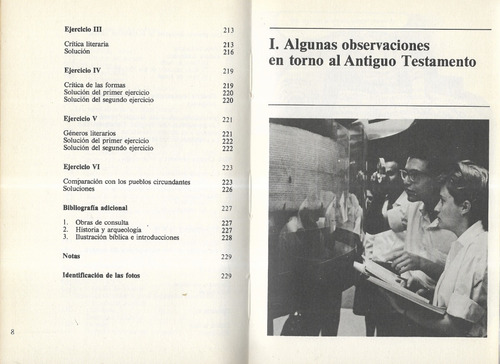 Ejercicio III 213
Crítica literaria 213
Solución 216
Ejercicio IV 219
Crítica de las formas 219
Solución del primer ejercicio 220
Solución del segundo ejercicio 220
Ejercicio V 221
Géneros literarios 221
Solución del primer ejercicio 222
Solución del segundo ejercicio 222
Ejercicio VI 223
Comparación con los pueblos circundantes 223
Soluciones 226
Bibliografía adicional 227
1. Obras de consulta 227
2. Historia y arqueología 227
3. Ilustración bíblica e introducciones 228
Notas 229
Identificación de las fotos 229
8
I. Algunas observaciones
en torno al Antiguo Testamento